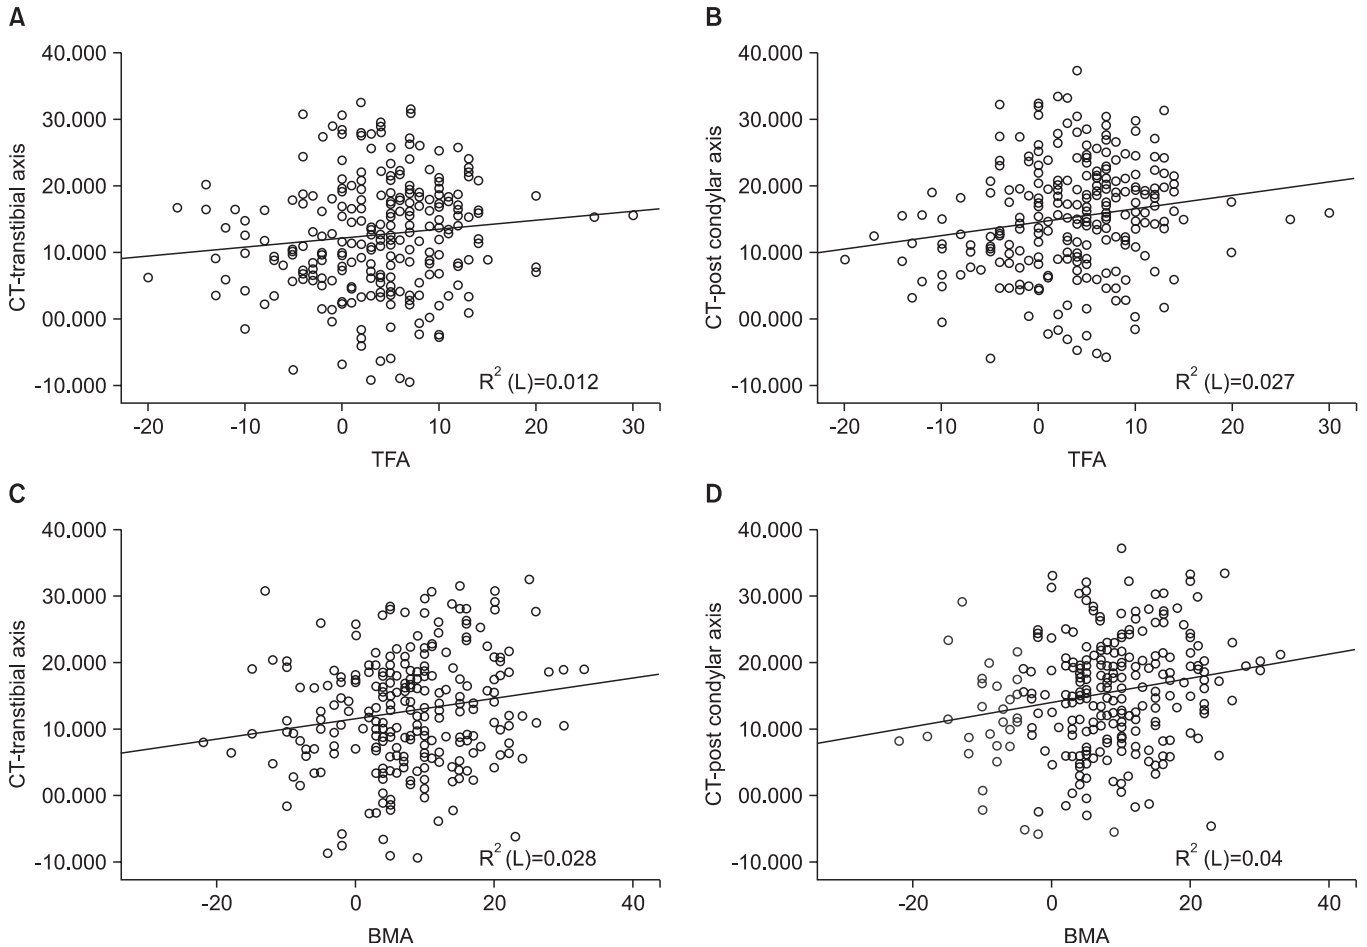 A
40.000
30.000
20.000
10.000
00.000
-10.000
CT-transtibial axis
R² (L)=0.012
-20 -10 0 10 20 30
TFA
B
40.000
30.000
20.000
10.000
00.000
-10.000
CT-post condylar axis
R² (L)=0.027
-20 -10 0 10 20 30
TFA
C
40.000
30.000
20.000
10.000
00.000
-10.000
CT-transtibial axis
R² (L)=0.028
-20 0 20 40
BMA
D
40.000
30.000
20.000
10.000
00.000
-10.000
CT-post condylar axis
R² (L)=0.04
-20 0 20 40
BMA